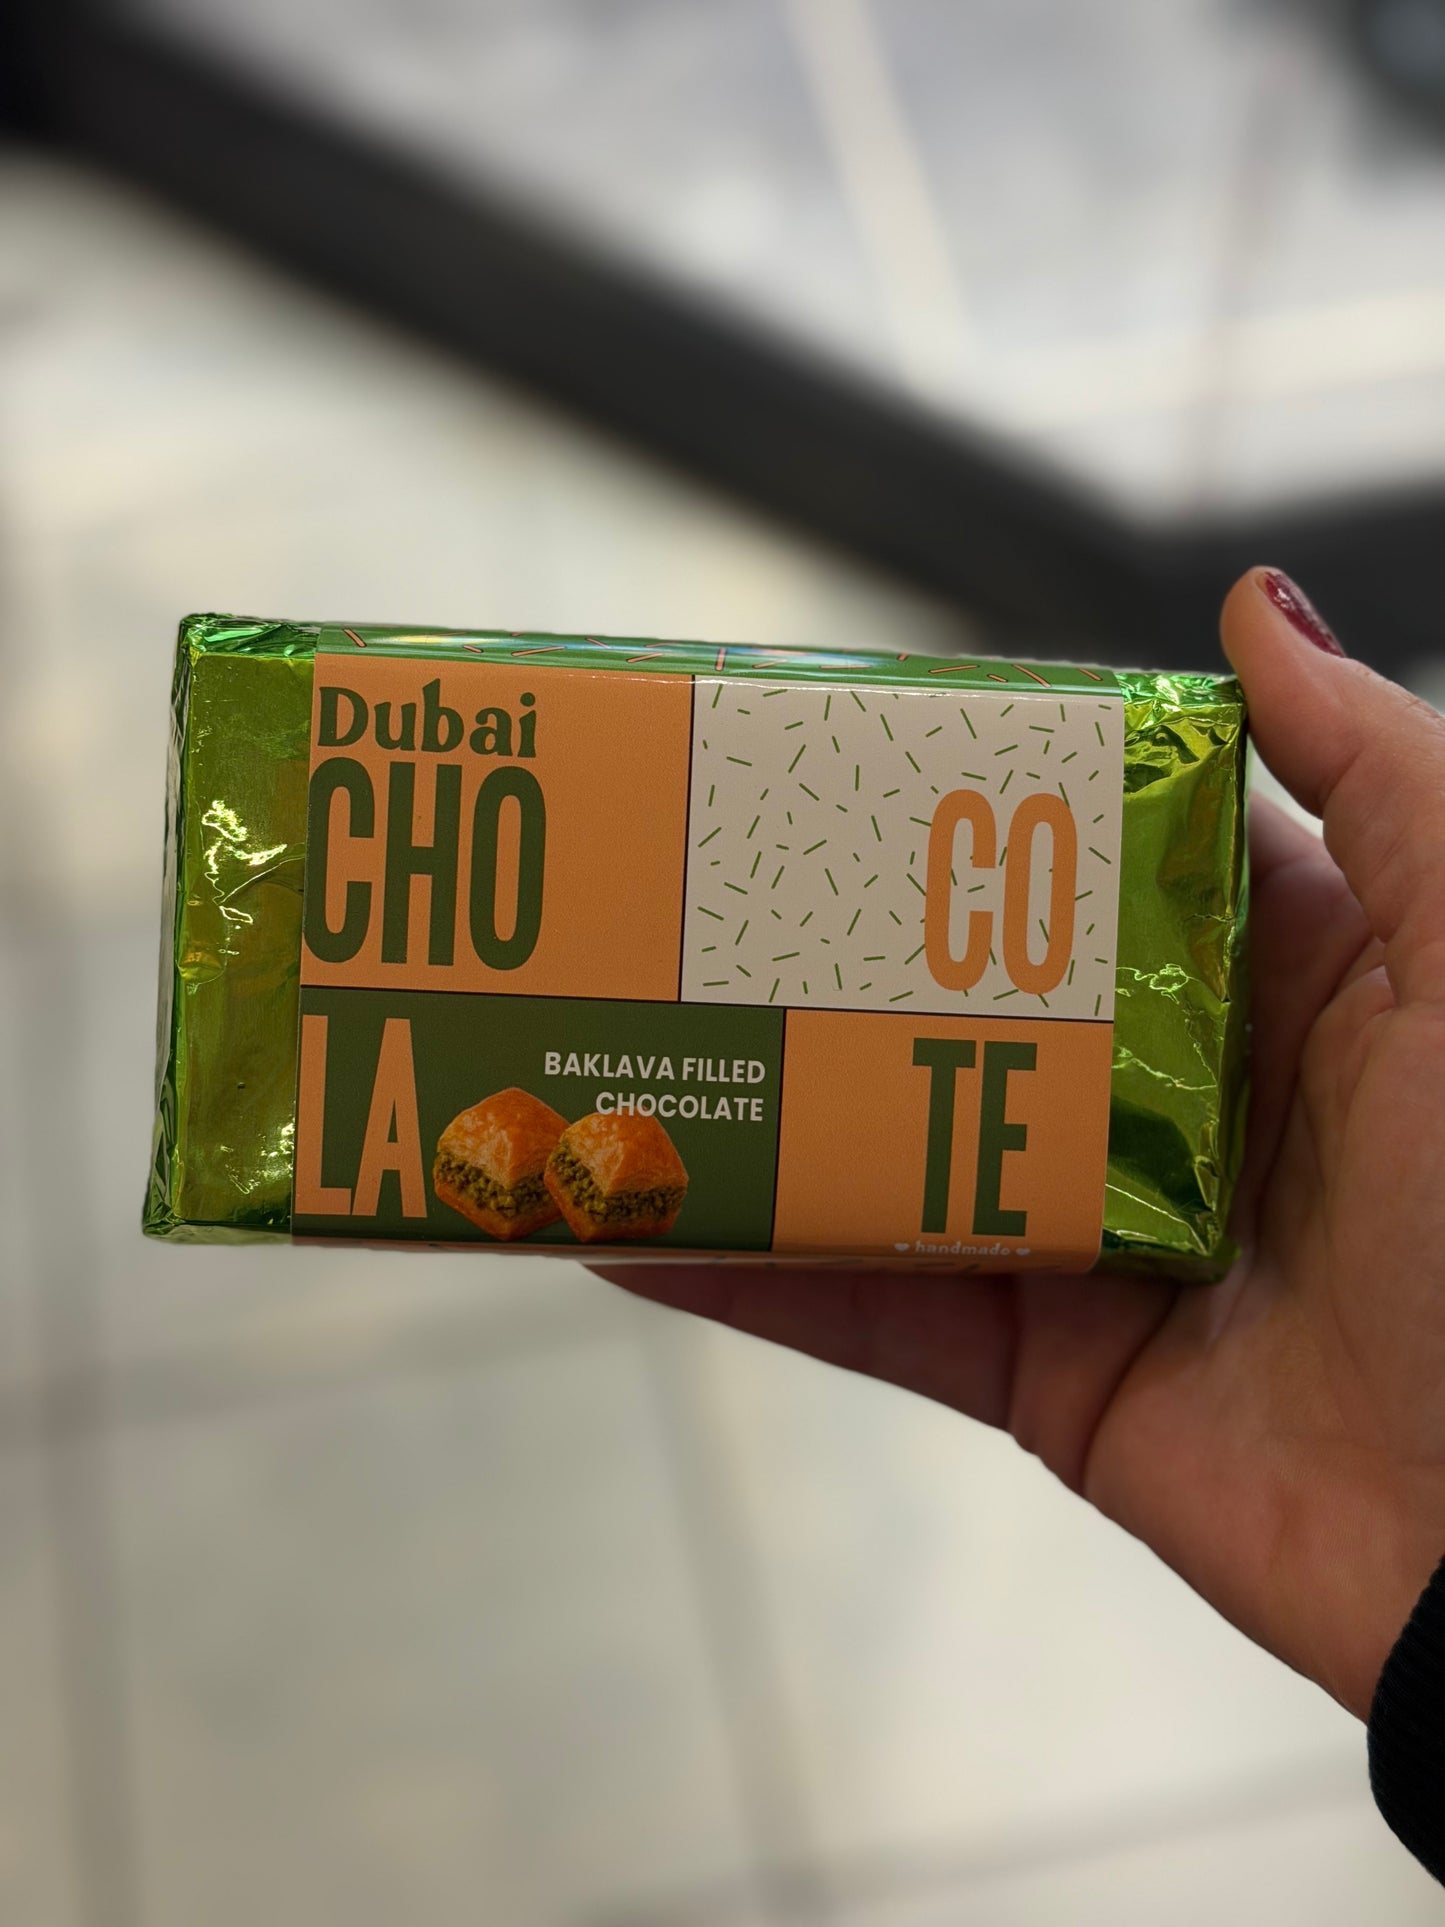 Dubai
CHO
CO
LA
BAKLAVA FILLED
CHOCOLATE
TE
handmade